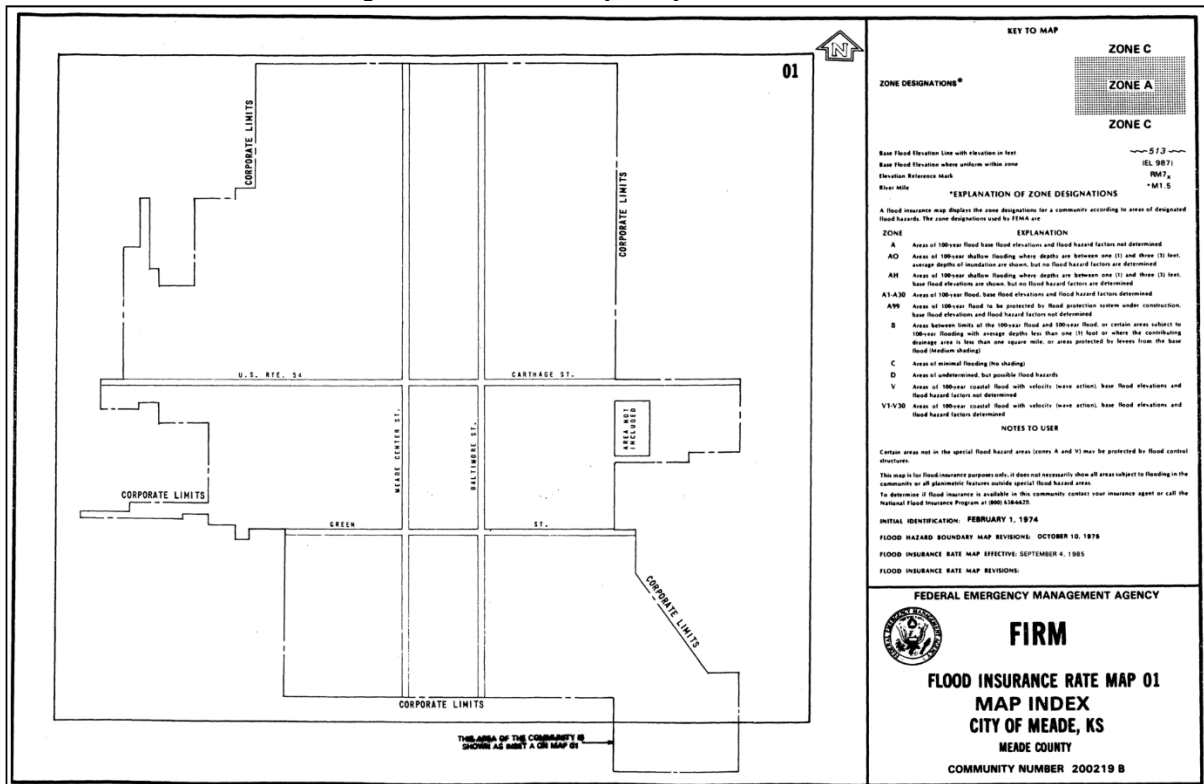 N
01
CORPORATE LIMITS
CORPORATE LIMITS
U.S. RTE. 54
CARTHAGE ST.
MEADE CENTER ST.
BALTIMORE ST.
AREA NOT
INCLUDED
CORPORATE LIMITS
GREEN ST.
CORPORATE LIMITS
CORPORATE LIMITS
THIS AREA OF THE COMMUNITY IS
SHOWN AS INSET A ON MAP 01
KEY TO MAP
ZONE C
ZONE DESIGNATIONS*
ZONE A
ZONE C
Base Flood Elevation Line with elevation in feet
513
Base Flood Elevation where uniform within zone
(EL 987)
Elevation Reference Mark
RM7x
River Mile
•M1.5
*EXPLANATION OF ZONE DESIGNATIONS
A flood insurance map displays the zone designations for a community according to areas of designated
flood hazards. The zone designations used by FEMA are
ZONE EXPLANATION
A Areas of 100-year flood base flood elevations and flood hazard factors not determined
AO Areas of 100-year shallow flooding where depths are between one (1) and three (3) feet,
average depths of inundation are shown, but no flood hazard factors are determined
AH Areas of 100-year shallow flooding where depths are between one (1) and three (3) feet,
base flood elevations are shown, but no flood hazard factors are determined
A1-A30 Areas of 100-year flood, base flood elevations and flood hazard factors determined
A99 Areas of 100-year flood to be protected by flood protection system under construction,
base flood elevations and flood hazard factors not determined
B Areas between limits of the 100-year flood and 500-year flood, or certain areas subject to
100-year flooding with average depths less than one (1) foot or where the contributing
drainage area is less than one square mile, or areas protected by levees from the base
flood (Medium shading)
C Areas of minimal flooding (No shading)
D Areas of undetermined, but possible flood hazards
V Areas of 100-year coastal flood with velocity (wave action), base flood elevations and
flood hazard factors not determined
V1-V30 Areas of 100-year coastal flood with velocity (wave action), base flood elevations and
flood hazard factors determined
NOTES TO USER
Certain areas not in the special flood hazard areas (zones A and V) may be protected by flood control
structures.
This map is for flood insurance purposes only, it does not necessarily show all areas subject to flooding in the
community or all planimetric features outside special flood hazard areas.
To determine if flood insurance is available in this community contact your insurance agent or call the
National Flood Insurance Program at (800) 638-6620.
INITIAL IDENTIFICATION: FEBRUARY 1, 1974
FLOOD HAZARD BOUNDARY MAP REVISIONS: OCTOBER 10, 1975
FLOOD INSURANCE RATE MAP EFFECTIVE: SEPTEMBER 4, 1985
FLOOD INSURANCE RATE MAP REVISIONS:
FEDERAL EMERGENCY MANAGEMENT AGENCY
FIRM
FLOOD INSURANCE RATE MAP 01
MAP INDEX
CITY OF MEADE, KS
MEADE COUNTY
COMMUNITY NUMBER 200219 B